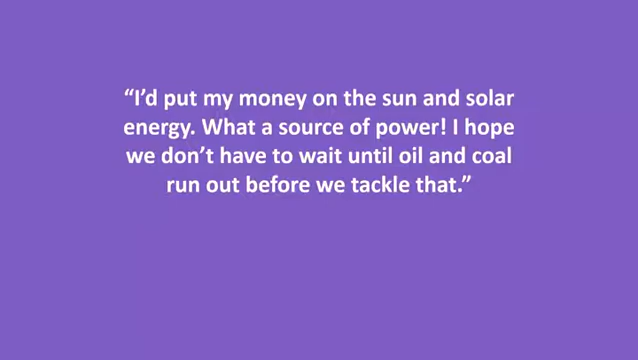 “I’d put my money on the sun and solar
energy. What a source of power! I hope
we don’t have to wait until oil and coal
run out before we tackle that.”